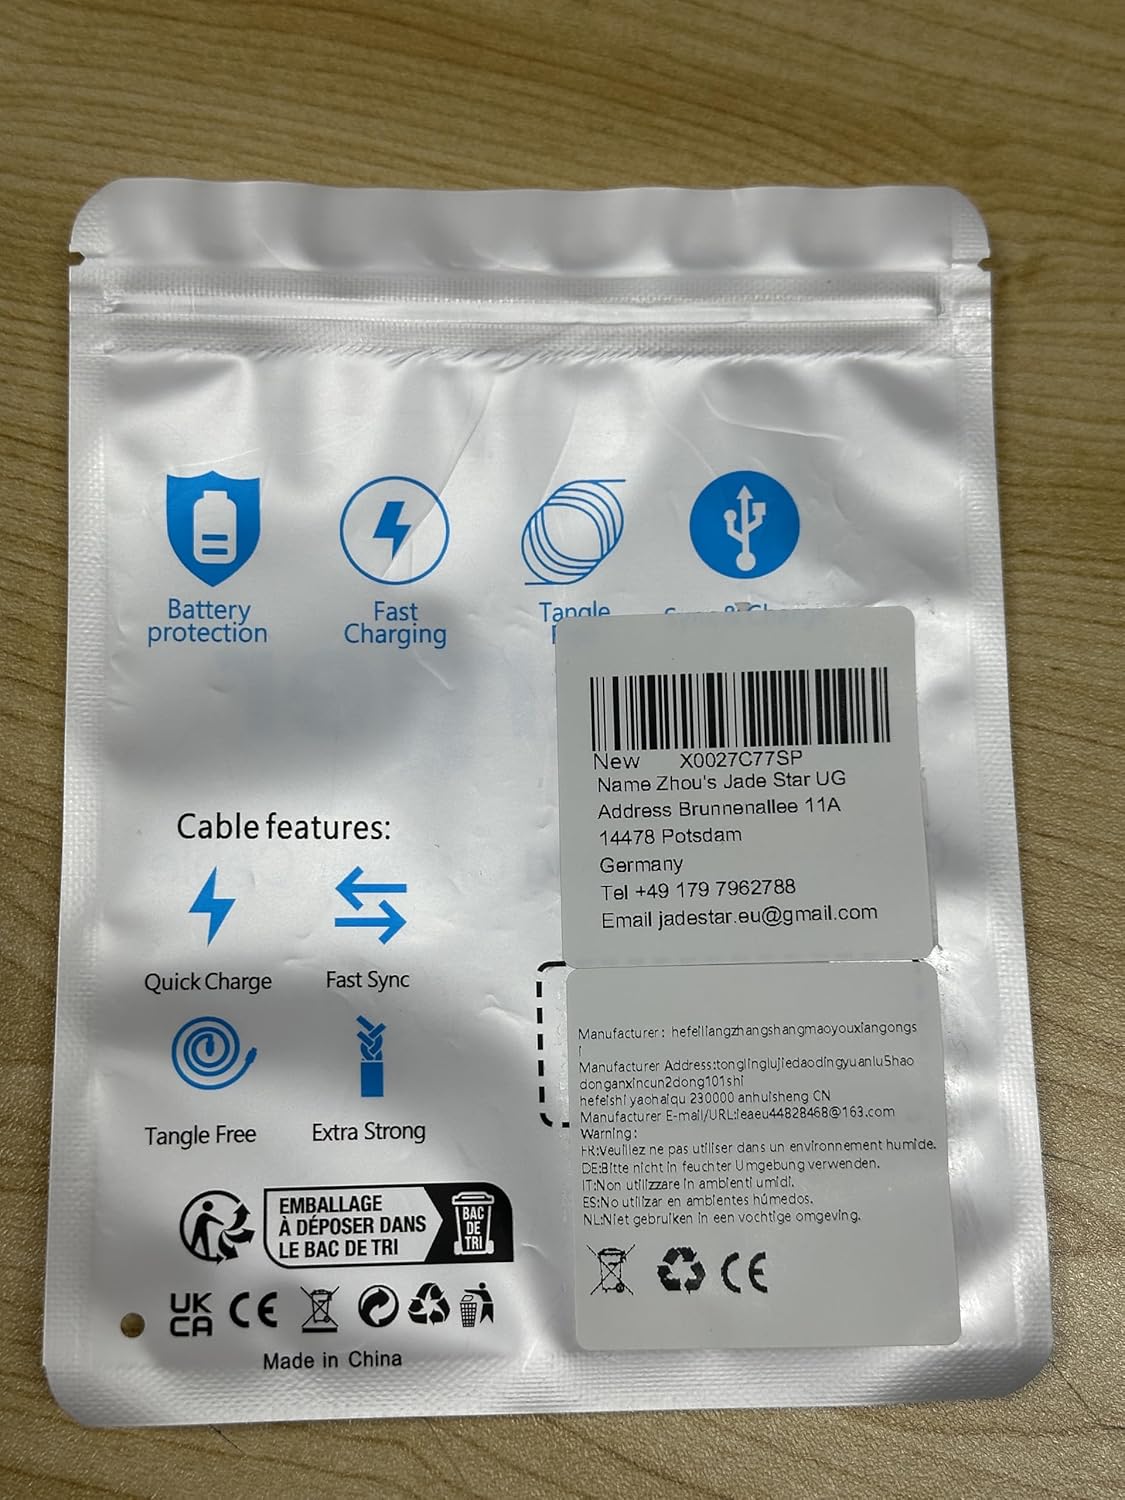 Battery
protection
Fast
Charging
Tangle
New X0027C77SP
Name Zhou's Jade Star UG
Address Brunnenallee 11A
14478 Potsdam
Germany
Tel +49 179 7962788
Email jadestar.eu@gmail.com
Cable features:
Quick Charge
Fast Sync
Tangle Free
Extra Strong
Manufacturer: hefeiliangzhangshangmaoyouxiangongs
i
Manufacturer Address:tonglinglujiedaodingyuanlu5hao
donganxincun2dong101shi
hefeishi yaohaiqu 230000 anhuisheng CN
Manufacturer E-mail/URL:leaeu44828468@163.com
Warning:
FR:Veuillez ne pas utiliser dans un environnement humide.
DE:Bitte nicht in feuchter Umgebung verwenden.
IT:Non utilizzare in ambienti umidi.
ES:No utilizar en ambientes húmedos.
NL:Niet gebruiken in een vochtige omgeving.
CE
EMBALLAGE
À DÉPOSER DANS
LE BAC DE TRI
BAC
DE
TRI
UK
CA
CE
Made in China